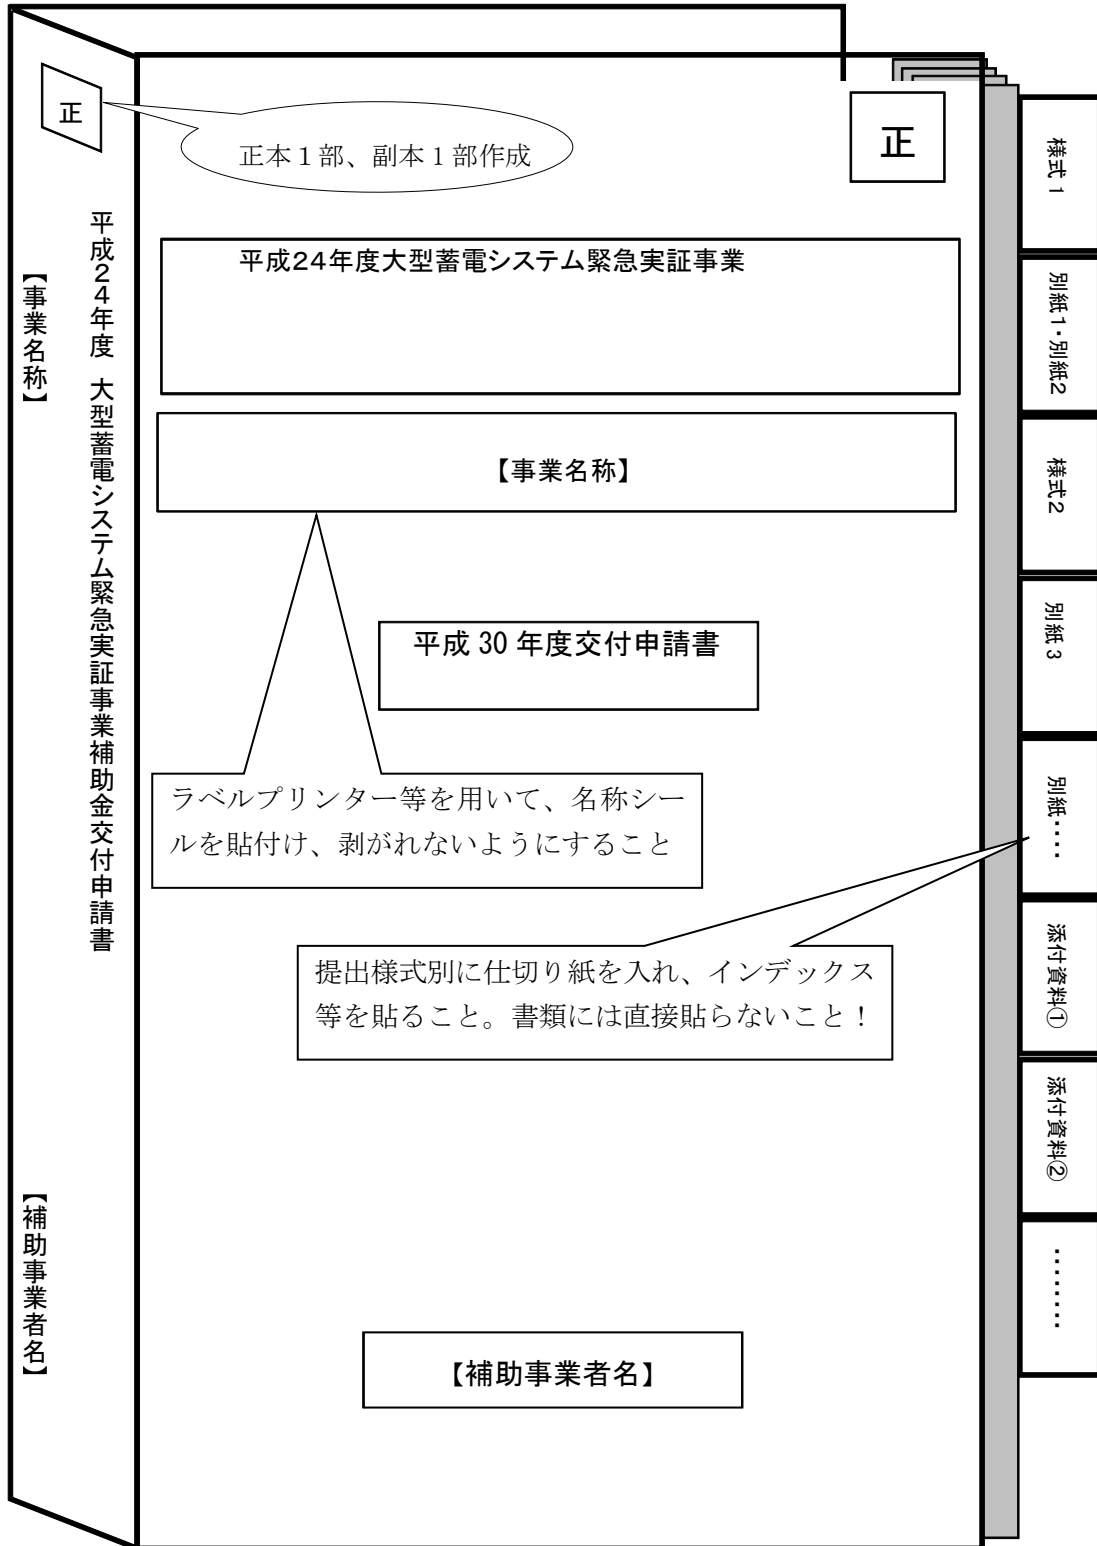 正
正本１部、副本１部作成
正
平成２４年度 大型蓄電システム緊急実証事業補助金交付申請書
【事業名称】
【補助事業者名】
平成２４年度大型蓄電システム緊急実証事業
【事業名称】
平成 30 年度交付申請書
ラベルプリンター等を用いて、名称シー
ルを貼付け、剥がれないようにすること
提出様式別に仕切り紙を入れ、インデックス
等を貼ること。書類には直接貼らないこと！
【補助事業者名】
様式 1
別紙１・別紙２
様式２
別紙 3
別紙‥‥
添付資料①
添付資料②
………